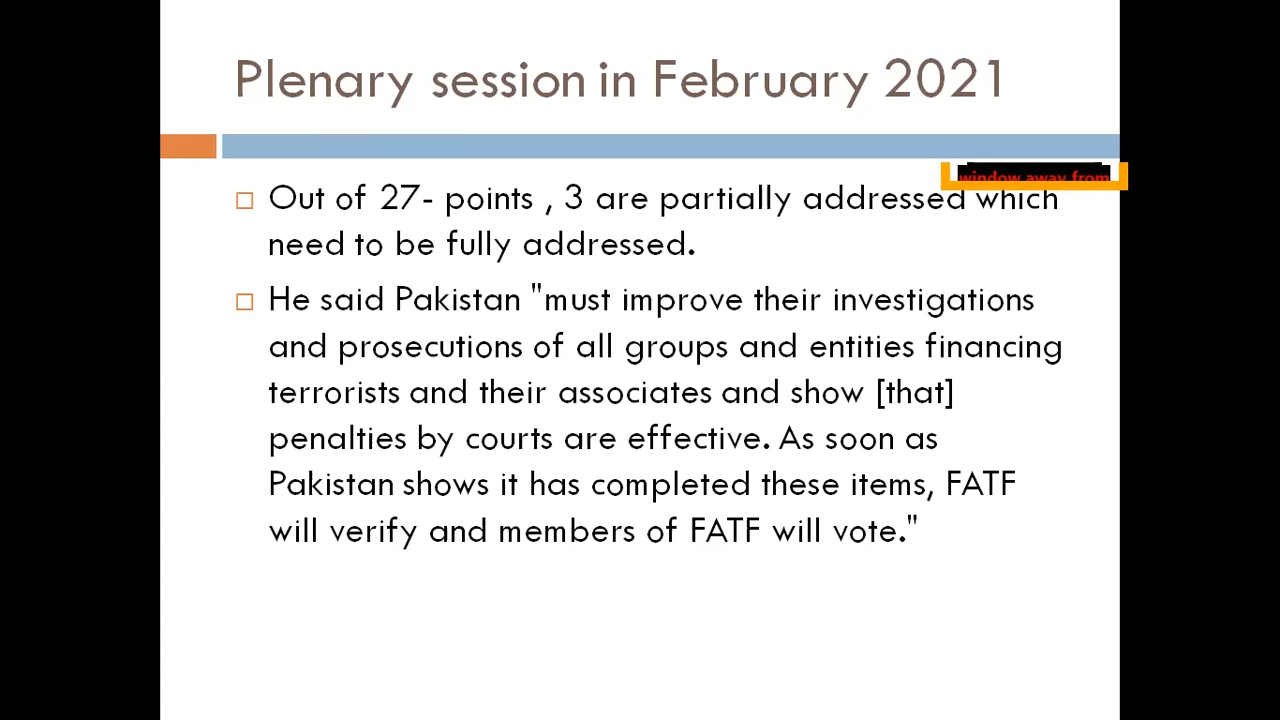 Plenary session in February 2021
window away from
Out of 27- points , 3 are partially addressed which
need to be fully addressed.
He said Pakistan "must improve their investigations
and prosecutions of all groups and entities financing
terrorists and their associates and show [that]
penalties by courts are effective. As soon as
Pakistan shows it has completed these items, FATF
will verify and members of FATF will vote."